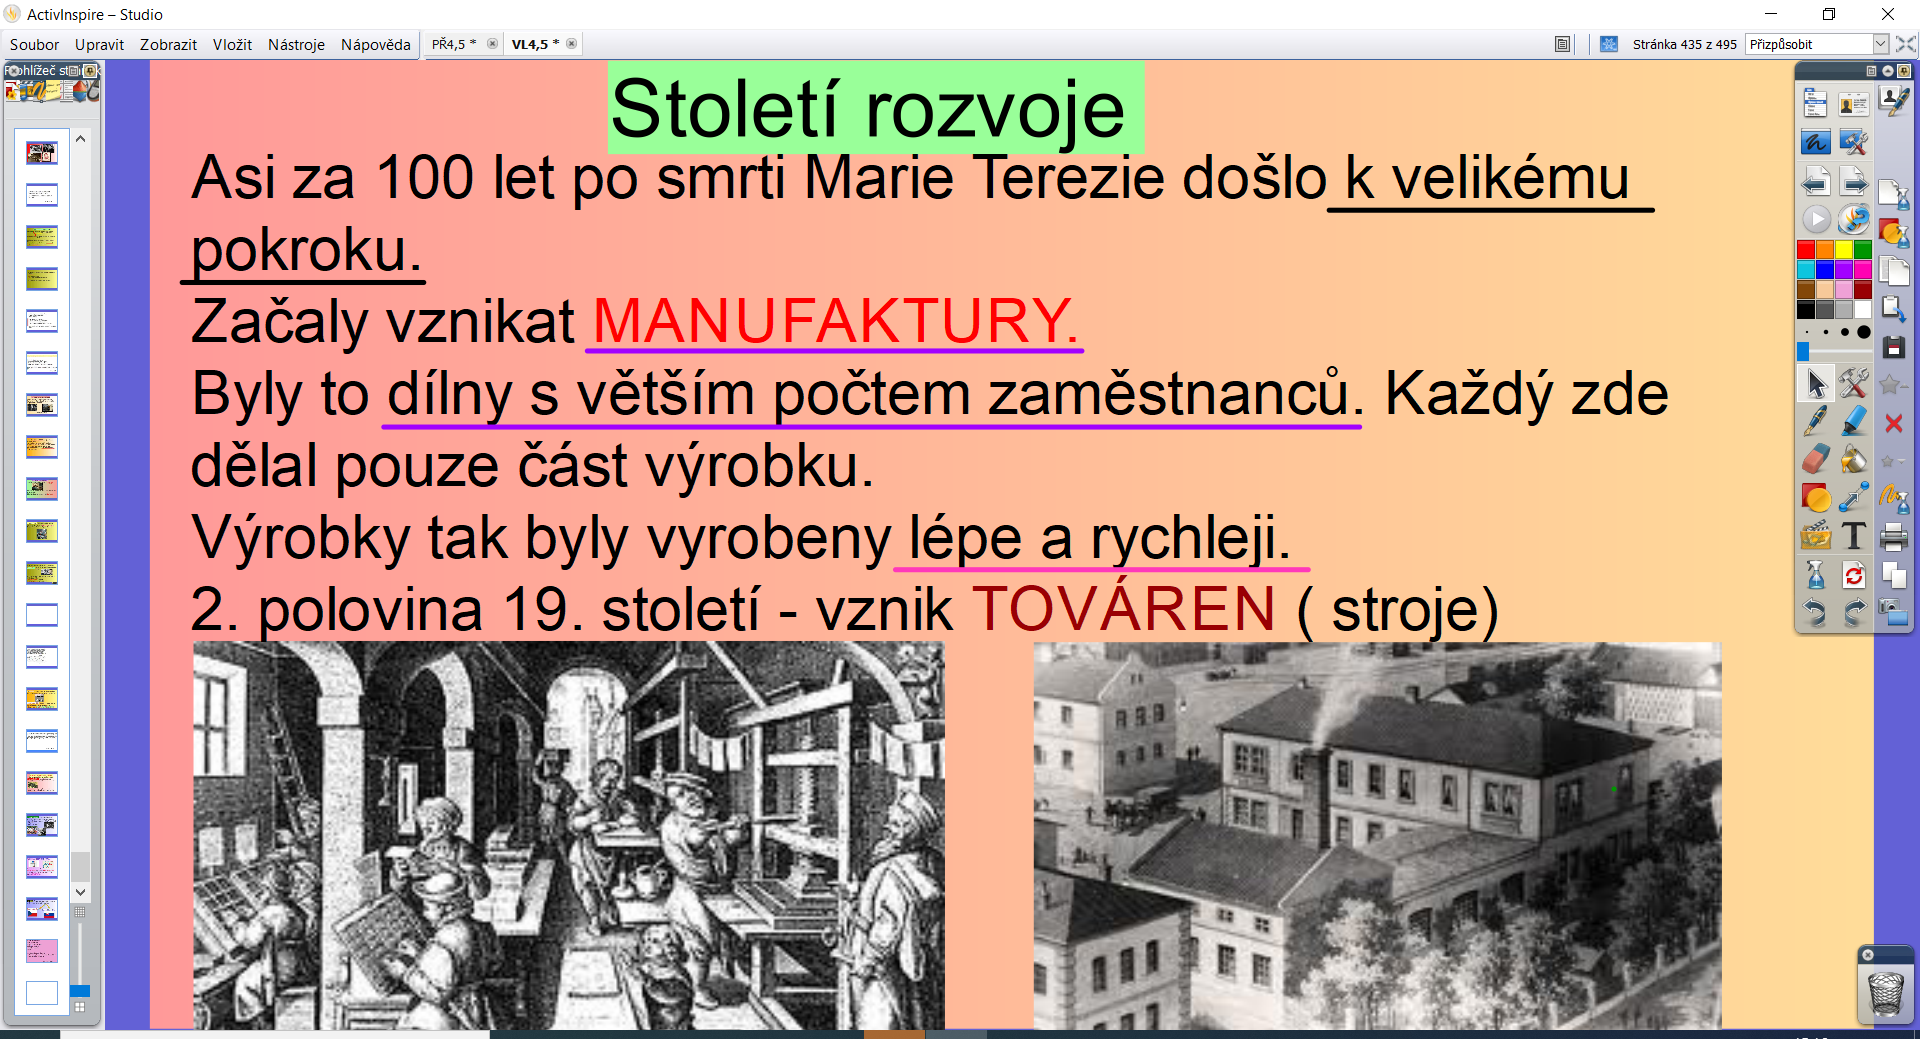 ActivInspire – Studio
Soubor Upravit Zobrazit Vložit Nástroje Nápověda
PŘ4,5 * VL4,5 *
Stránka 435 z 495 Přizpůsobit
Století rozvoje
Asi za 100 let po smrti Marie Terezie došlo k velikému
pokroku.
Začaly vznikat MANUFAKTURY.
Byly to dílny s větším počtem zaměstnanců. Každý zde
dělal pouze část výrobku.
Výrobky tak byly vyrobeny lépe a rychleji.
2. polovina 19. století - vznik TOVÁREN ( stroje)